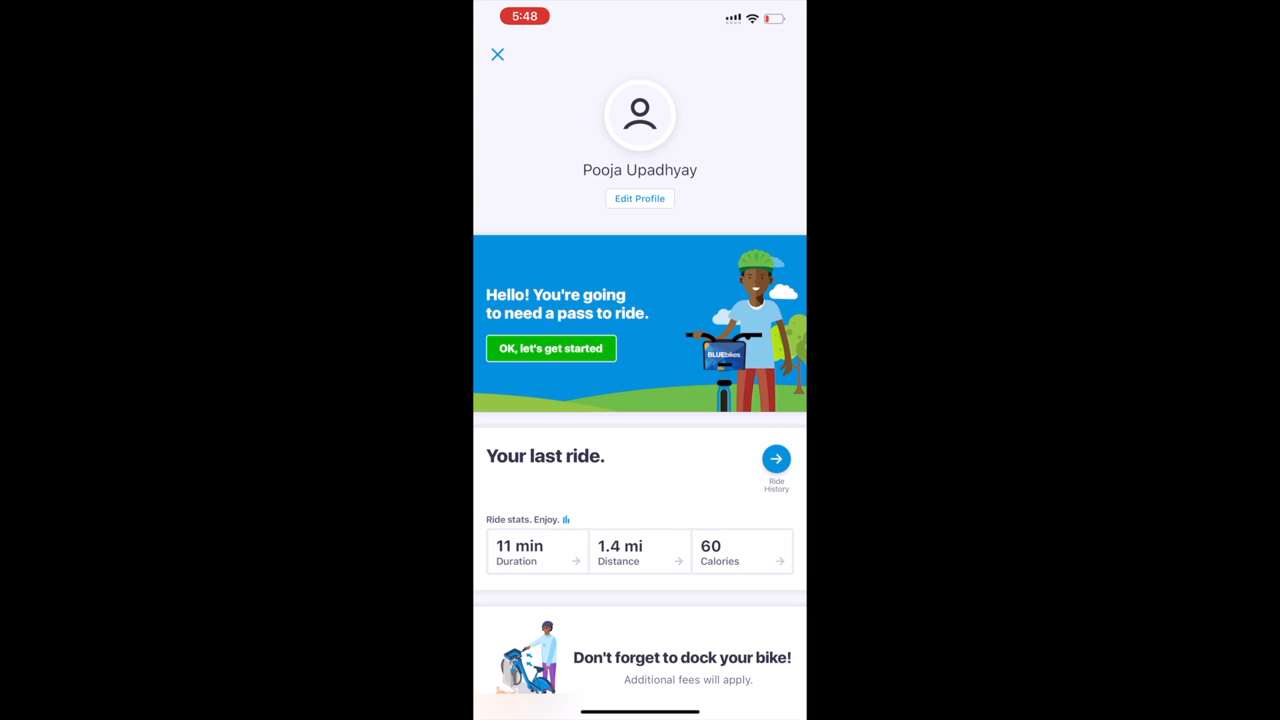 5:48
Pooja Upadhyay
Edit Profile
Hello! You're going
to need a pass to ride.
OK, let's get started
BLUEbikes
Your last ride.
Ride
History
Ride stats. Enjoy.
11 min
Duration
1.4 mi
Distance
60
Calories
Don't forget to dock your bike!
Additional fees will apply.